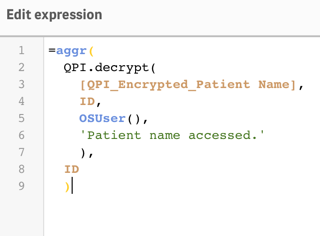 Edit expression
1 =aggr(
2 QPI.decrypt(
3 [QPI_Encrypted_Patient Name],
4 ID,
5 OSUser(),
6 'Patient name accessed.'
7 ),
8 ID
9 )